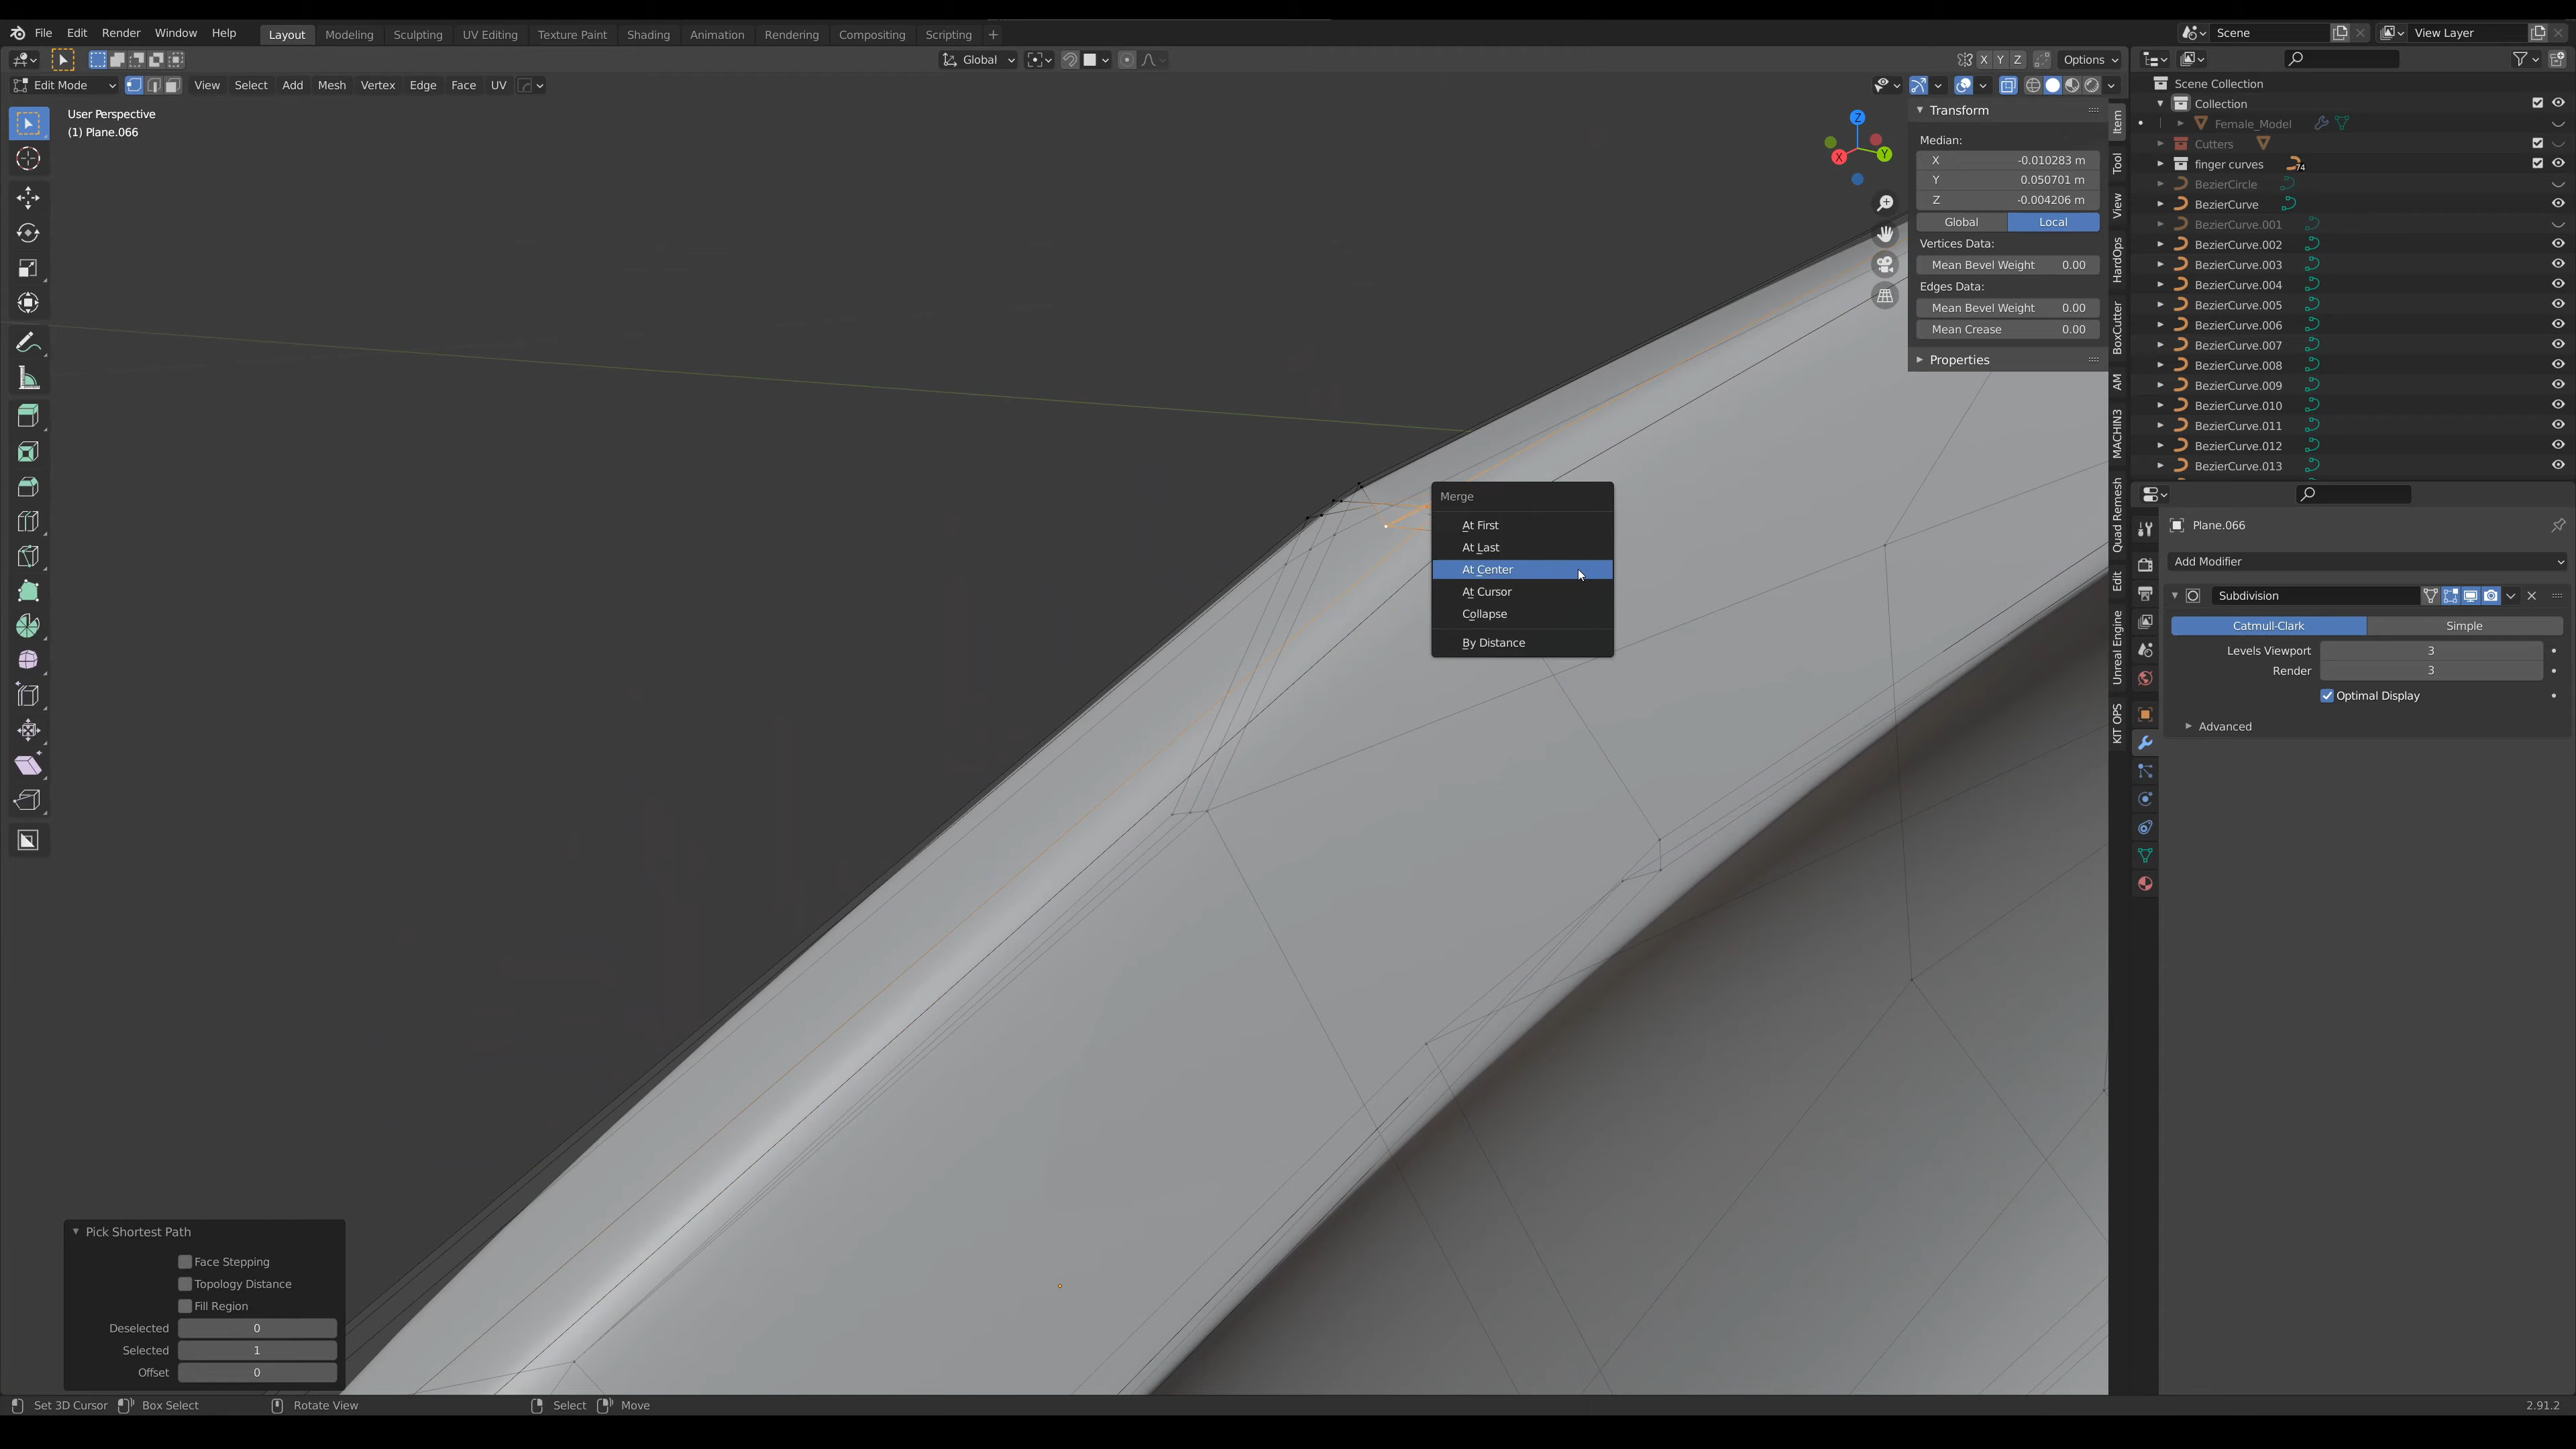 File Edit Render Window Help Layout Modeling Sculpting UV Editing Texture Paint Shading Animation Rendering Compositing Scripting + Scene View Layer
Global X Y Z Options
Edit Mode View Select Add Mesh Vertex Edge Face UV
User Perspective
(1) Plane.066
Z
X
Y
Transform
Median:
X -0.010283 m
Y 0.050701 m
Z -0.004206 m
Global Local
Vertices Data:
Mean Bevel Weight 0.00
Edges Data:
Mean Bevel Weight 0.00
Mean Crease 0.00
Properties
Item
Tool
View
HardOps
BoxCutter
AM
MACHIN3
Quad Remesh
Edit
Unreal Engine
KIT OPS
Scene Collection
Collection
Female_Model
Cutters
finger curves 74
BezierCircle
BezierCurve
BezierCurve.001
BezierCurve.002
BezierCurve.003
BezierCurve.004
BezierCurve.005
BezierCurve.006
BezierCurve.007
BezierCurve.008
BezierCurve.009
BezierCurve.010
BezierCurve.011
BezierCurve.012
BezierCurve.013
Plane.066
Add Modifier
Subdivision
Catmull-Clark Simple
Levels Viewport 3
Render 3
Optimal Display
Advanced
Merge
At First
At Last
At Center
At Cursor
Collapse
By Distance
Pick Shortest Path
Face Stepping
Topology Distance
Fill Region
Deselected 0
Selected 1
Offset 0
Set 3D Cursor Box Select Rotate View Select Move 2.91.2